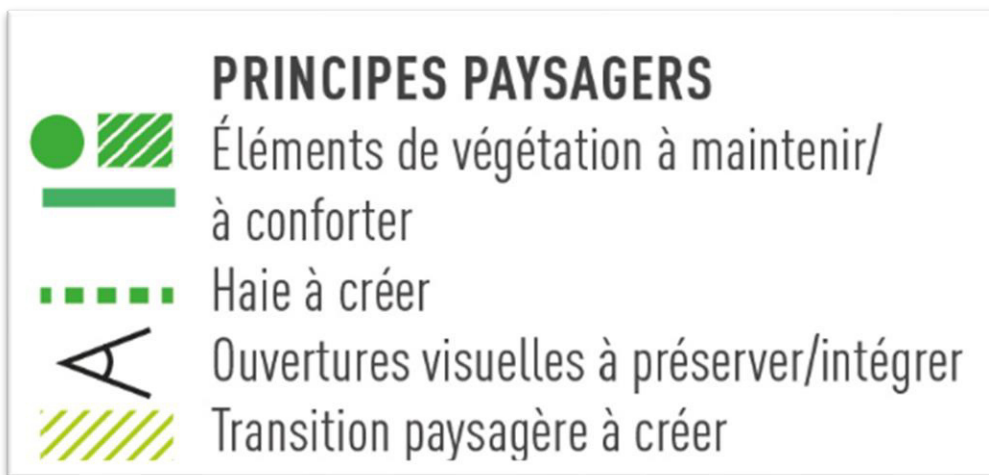 PRINCIPES PAYSAGERS
Éléments de végétation à maintenir/
à conforter
Haie à créer
Ouvertures visuelles à préserver/intégrer
Transition paysagère à créer